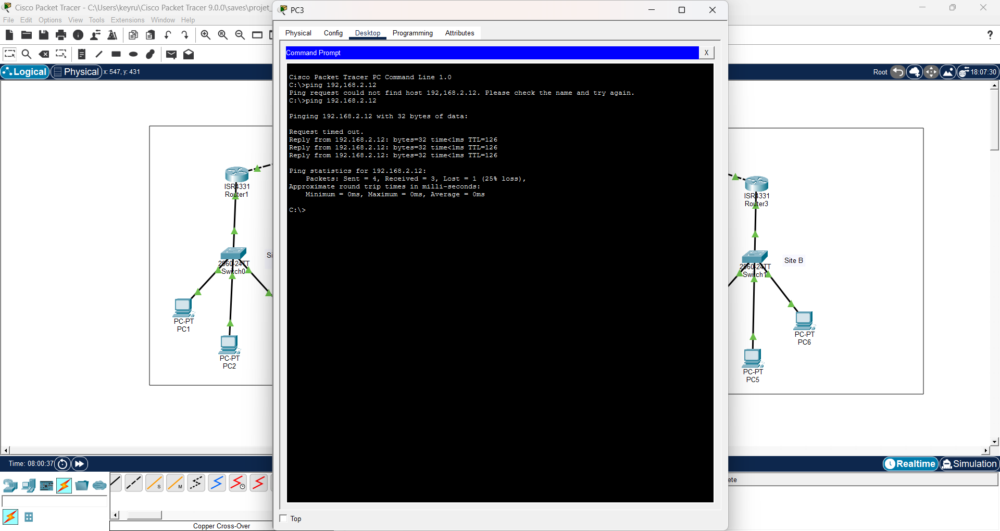 Cisco Packet Tracer - C:\Users\keyru\Cisco Packet Tracer 9.0.0\saves\projet_
File Edit Options View Tools Extensions Window Help
Logical
Physical
x: 547, y: 431
Root
18:07:30
ISR4331
Router1
2960-24TT
Switch0
PC-PT
PC1
PC-PT
PC2
PC3
Physical Config Desktop Programming Attributes
Command Prompt
X
Cisco Packet Tracer PC Command Line 1.0
C:\>ping 192,168.2.12
Ping request could not find host 192,168.2.12. Please check the name and try again.
C:\>ping 192.168.2.12
Pinging 192.168.2.12 with 32 bytes of data:
Request timed out.
Reply from 192.168.2.12: bytes=32 time<1ms TTL=126
Reply from 192.168.2.12: bytes=32 time<1ms TTL=126
Reply from 192.168.2.12: bytes=32 time<1ms TTL=126
Ping statistics for 192.168.2.12:
Packets: Sent = 4, Received = 3, Lost = 1 (25% loss),
Approximate round trip times in milli-seconds:
Minimum = 0ms, Maximum = 0ms, Average = 0ms
C:\>
Top
ISR4331
Router3
2960-24TT
Switch1
Site B
PC-PT
PC6
PC-PT
PC5
Time: 08:00:37
Realtime
Simulation
S
M
Copper Cross-Over
?